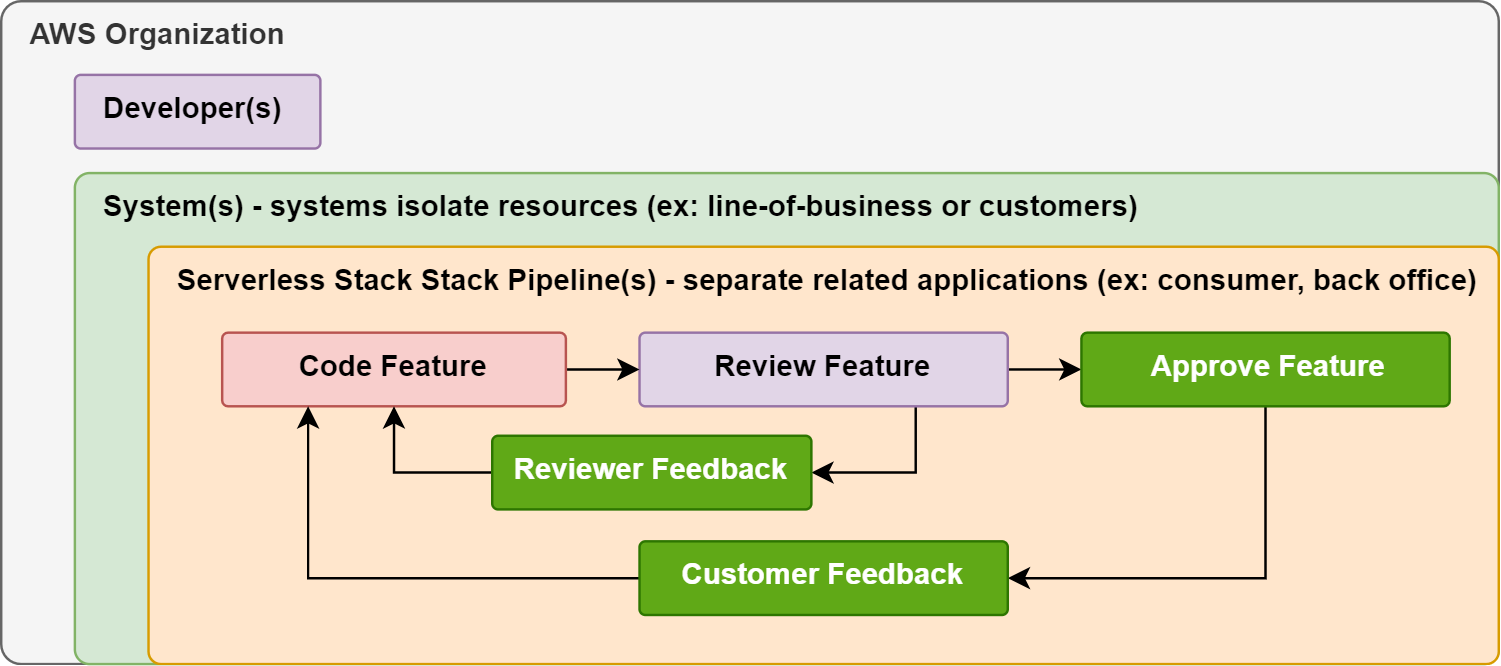 AWS Organization
Developer(s)
System(s) - systems isolate resources (ex: line-of-business or customers)
Serverless Stack Stack Pipeline(s) - separate related applications (ex: consumer, back office)
Code Feature
Review Feature
Approve Feature
Reviewer Feedback
Customer Feedback